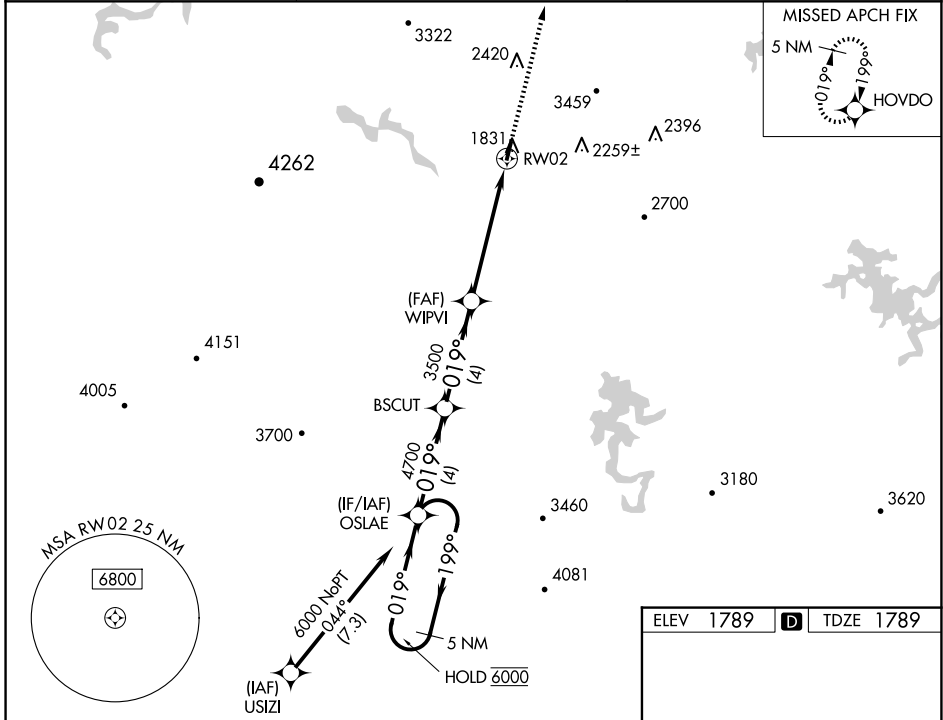 MISSED APCH FIX
5 NM
019°
199°
HOVDO
3322
2420
3459
1831
RW02
2259±
2396
4262
2700
(FAF)
WIPVI
3500
019°
(4)
4151
4005
BSCUT
3700
4700
019°
(4)
(IF/IAF)
OSLAE
3460
3180
3620
MSA RW02 25 NM
6800
6000 NoPT
044°
(7.3)
019°
199°
4081
5 NM
HOLD 6000
(IAF)
USIZI
ELEV 1789 D TDZE 1789